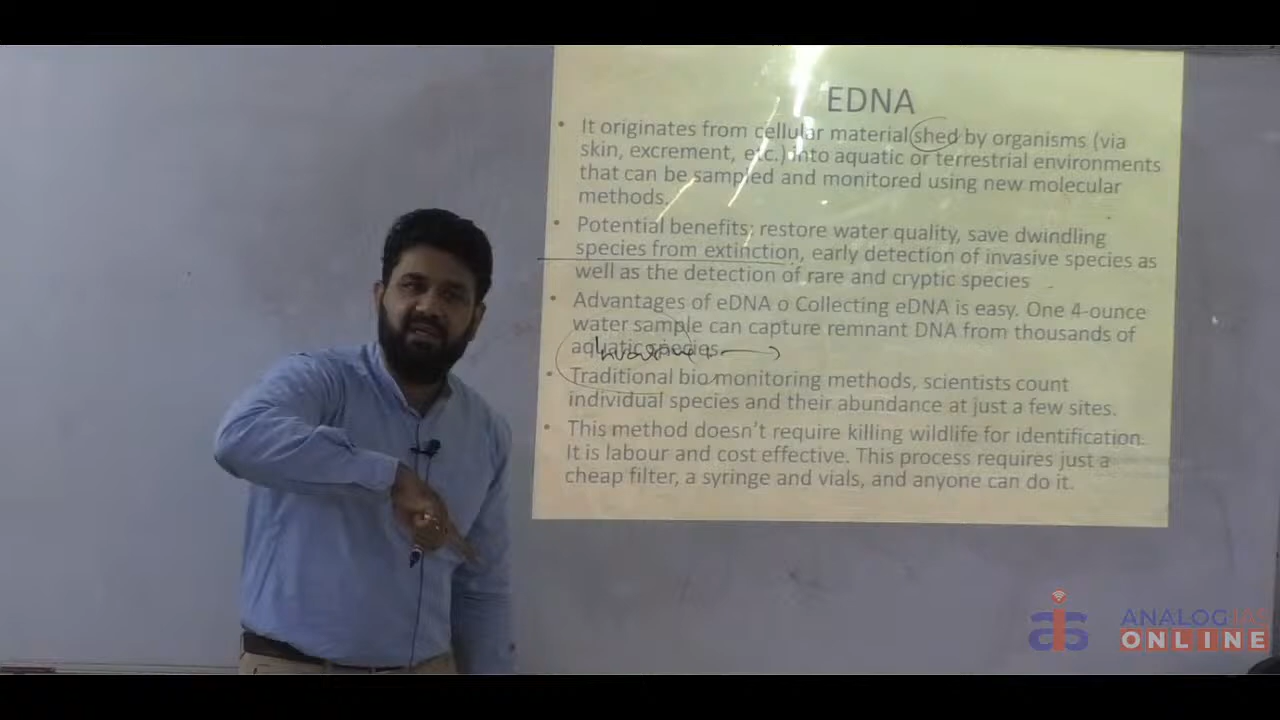 EDNA
• It originates from cellular material shed by organisms (via
skin, excrement, etc.) into aquatic or terrestrial environments
that can be sampled and monitored using new molecular
methods.
• Potential benefits: restore water quality, save dwindling
species from extinction, early detection of invasive species as
well as the detection of rare and cryptic species
• Advantages of eDNA o Collecting eDNA is easy. One 4-ounce
water sample can capture remnant DNA from thousands of
aquatic species.
• Traditional bio monitoring methods, scientists count
individual species and their abundance at just a few sites.
• This method doesn't require killing wildlife for identification.
It is labour and cost effective. This process requires just a
cheap filter, a syringe and vials, and anyone can do it.
ANALOG IAS
ONLINE